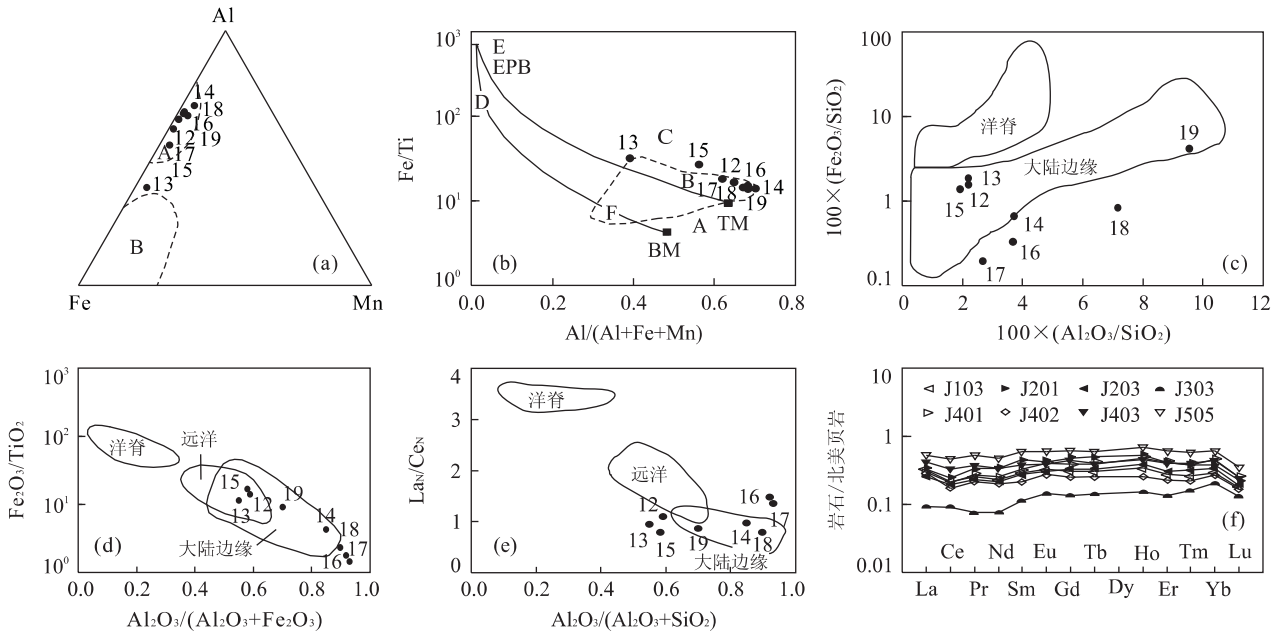 Al
14
18
16
12
19
A
17
15
13
B
(a)
Fe
Mn
10³
10²
10¹
10⁰
Fe/Ti
E
EPB
D
13
C
15
12
16
B
17
14
18
19
F
A
TM
BM
(b)
0.0
0.2
0.4
0.6
0.8
Al/(Al+Fe+Mn)
100
10
1
0.1
100×(Fe₂O₃/SiO₂)
洋脊
19
大陆边缘
13
15
12
14
18
16
17
(c)
0
2
4
6
8
10
12
100×(Al₂O₃/SiO₂)
10³
10²
10¹
10⁰
Fe₂O₃/TiO₂
洋脊
远洋
15
12
19
13
14
18
大陆边缘
17
16
(d)
0.0
0.2
0.4
0.6
0.8
1.0
Al₂O₃/(Al₂O₃+Fe₂O₃)
4
3
2
1
0
Laₙ/Ceₙ
洋脊
远洋
12
16
17
13
15
19
14
18
大陆边缘
(e)
0.0
0.2
0.4
0.6
0.8
1.0
Al₂O₃/(Al₂O₃+SiO₂)
10
1
0.1
0.01
岩石/北美页岩
J103
J201
J203
J303
J401
J402
J403
J505
(f)
La
Ce
Pr
Nd
Sm
Eu
Gd
Tb
Dy
Ho
Er
Tm
Yb
Lu